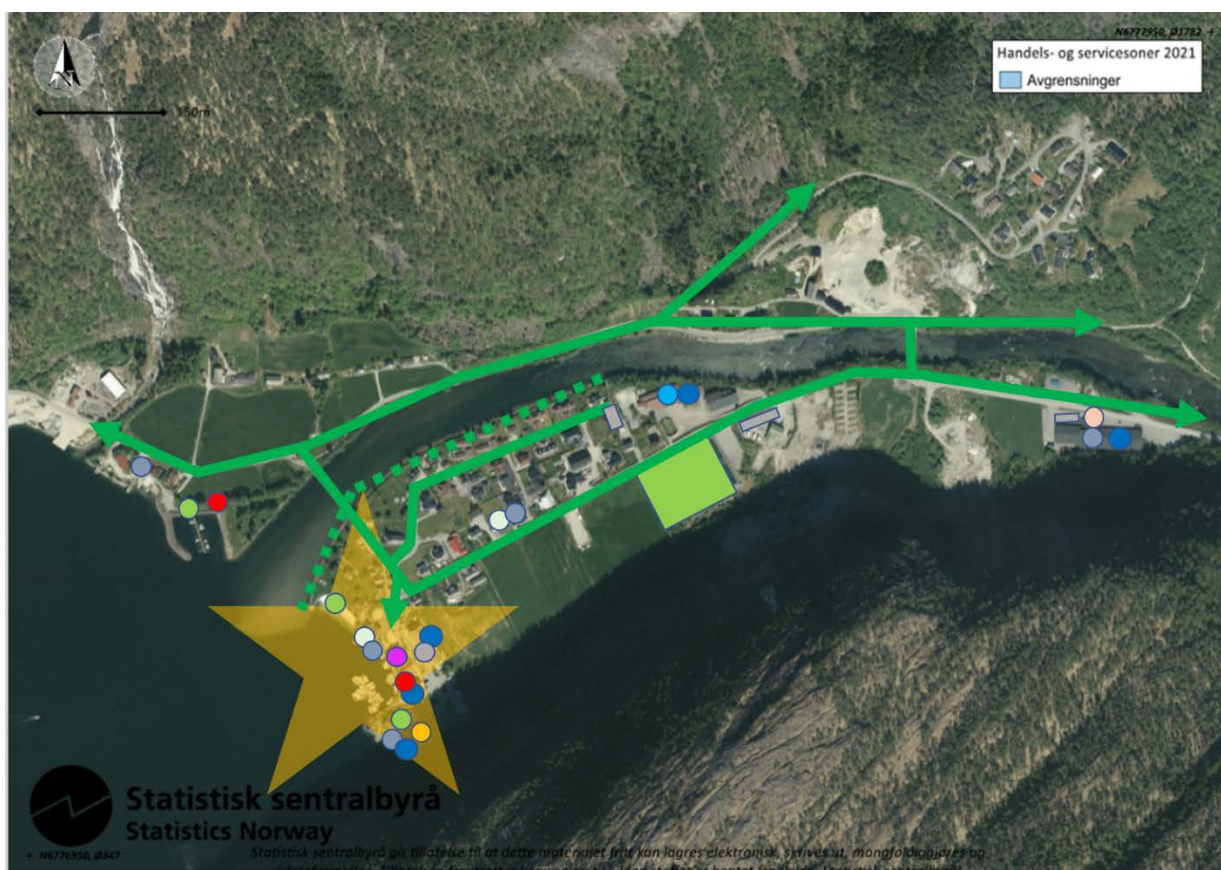 N6777950, Ø1782 +
Handels- og servicesoner 2021
Avgrensninger
N
150m
Statistisk sentralbyrå
Statistics Norway
+ N6776950, Ø347
Statistisk sentralbyrå gir tillatelse til at dette materialet fritt kan lagres elektronisk, skrives ut, mangfoldiggjøres og